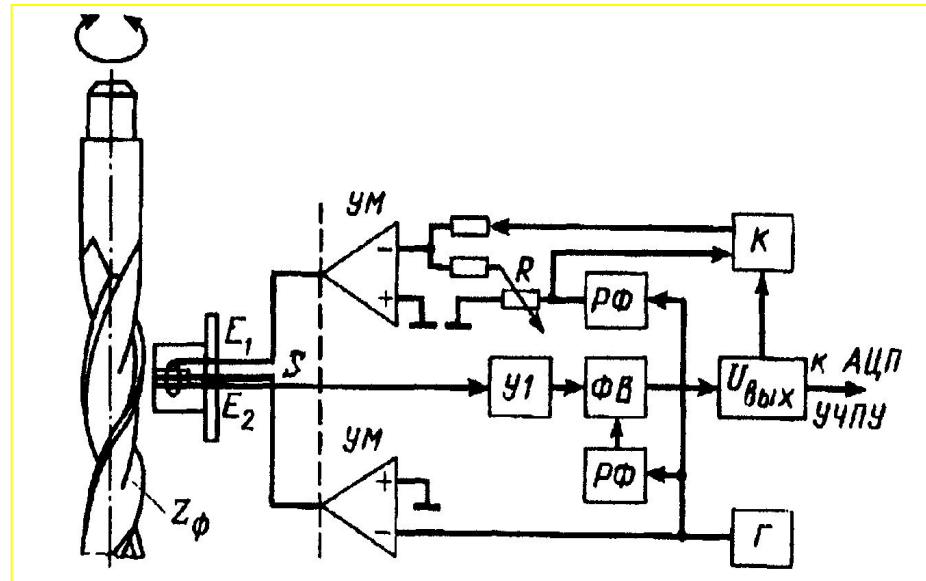 УМ
−
+
R
К
РФ
E₁
S
E₂
У1
ФВ
Uвых
К АЦП
УЧПУ
УМ
+
−
РФ
Г
Zф